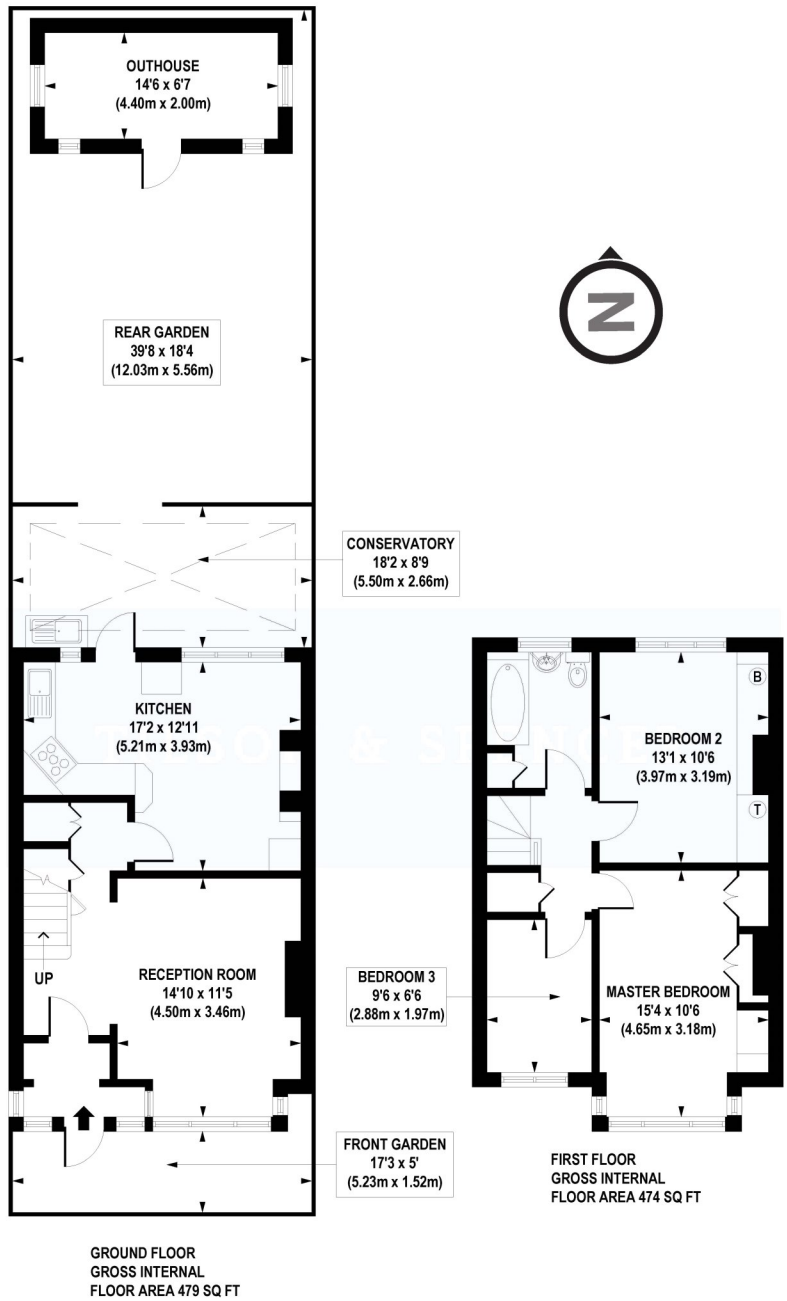 OUTHOUSE
14'6 x 6'7
(4.40m x 2.00m)
REAR GARDEN
39'8 x 18'4
(12.03m x 5.56m)
N
CONSERVATORY
18'2 x 8'9
(5.50m x 2.66m)
KITCHEN
17'2 x 12'11
(5.21m x 3.93m)
B
BEDROOM 2
13'1 x 10'6
(3.97m x 3.19m)
T
UP
RECEPTION ROOM
14'10 x 11'5
(4.50m x 3.46m)
BEDROOM 3
9'6 x 6'6
(2.88m x 1.97m)
MASTER BEDROOM
15'4 x 10'6
(4.65m x 3.18m)
FRONT GARDEN
17'3 x 5'
(5.23m x 1.52m)
FIRST FLOOR
GROSS INTERNAL
FLOOR AREA 474 SQ FT
GROUND FLOOR
GROSS INTERNAL
FLOOR AREA 479 SQ FT